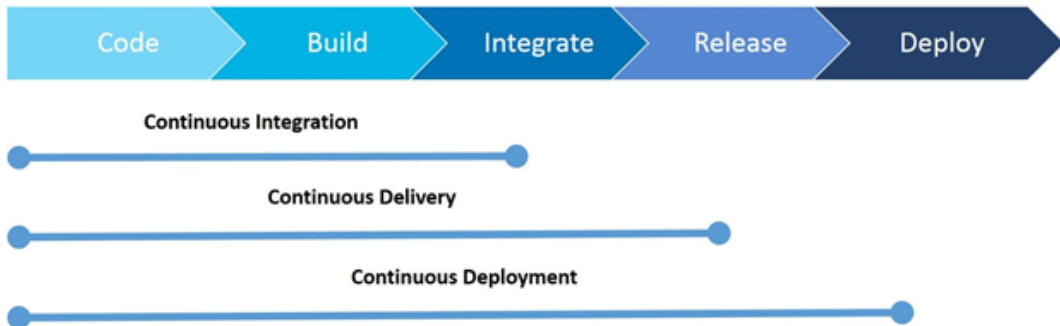 Code Build Integrate Release Deploy
Continuous Integration
Continuous Delivery
Continuous Deployment